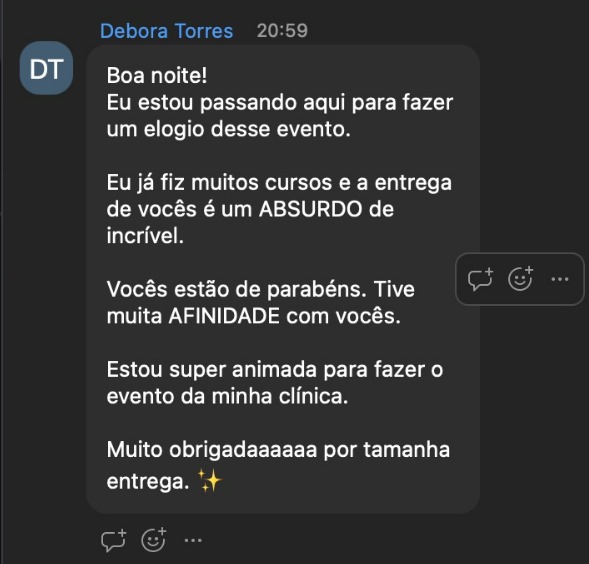 Debora Torres 20:59
DT
Boa noite!
Eu estou passando aqui para fazer
um elogio desse evento.
Eu já fiz muitos cursos e a entrega
de vocês é um ABSURDO de
incrível.
Vocês estão de parabéns. Tive
muita AFINIDADE com vocês.
Estou super animada para fazer o
evento da minha clínica.
Muito obrigadaaaaaa por tamanha
entrega. ✨